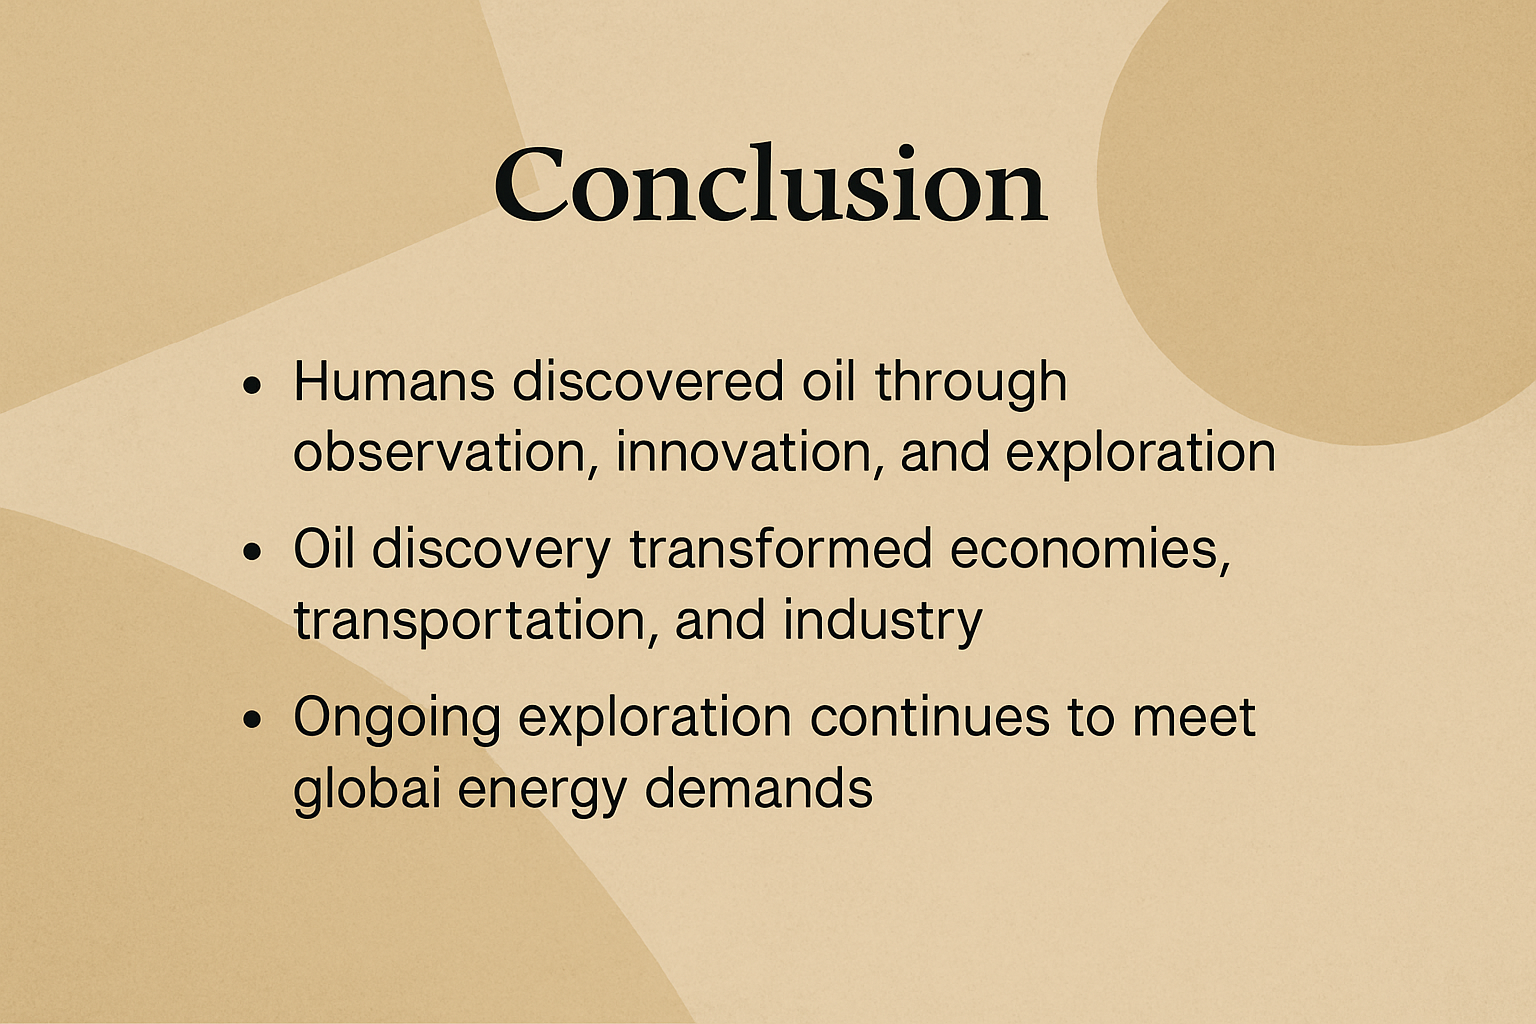 Conclusion
• Humans discovered oil through
observation, innovation, and exploration
• Oil discovery transformed economies,
transportation, and industry
• Ongoing exploration continues to meet
globai energy demands